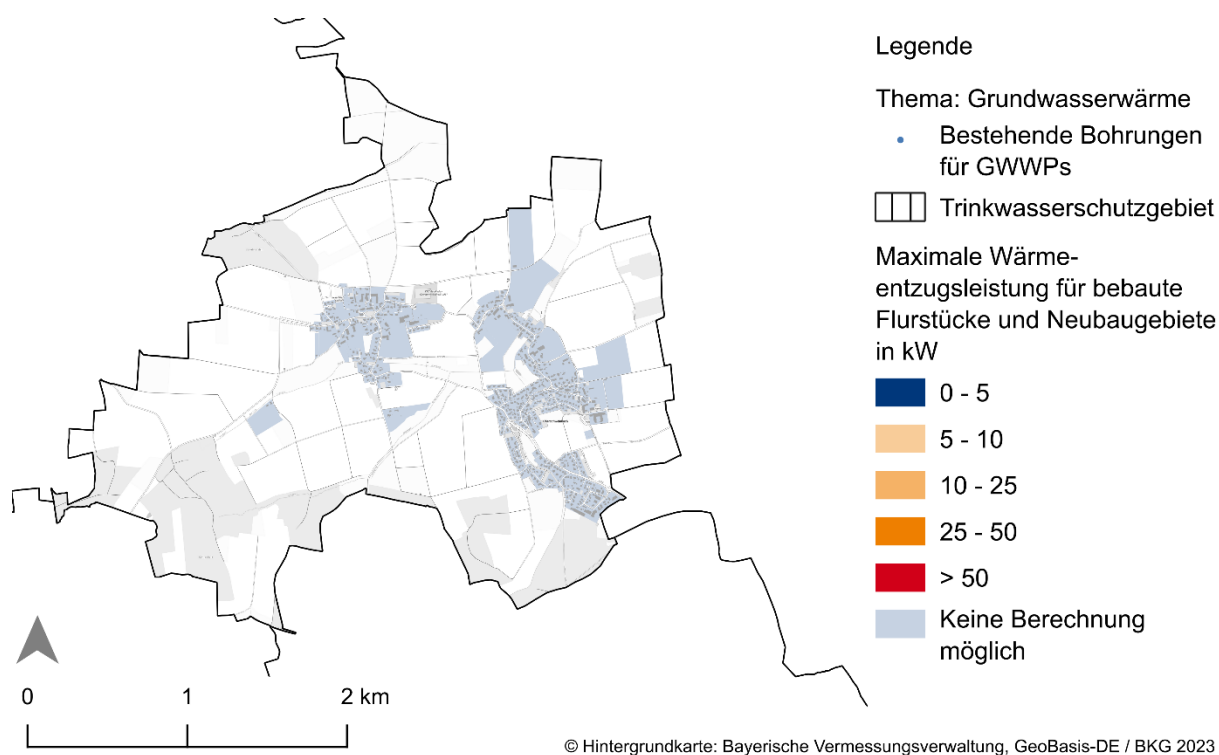 Legende
Thema: Grundwasserwärme
Bestehende Bohrungen
für GWWPs
Trinkwasserschutzgebiet
Maximale Wärme-
entzugsleistung für bebaute
Flurstücke und Neubaugebiete
in kW
0 - 5
5 - 10
10 - 25
25 - 50
> 50
Keine Berechnung
möglich
0 1 2 km
© Hintergrundkarte: Bayerische Vermessungsverwaltung, GeoBasis-DE / BKG 2023